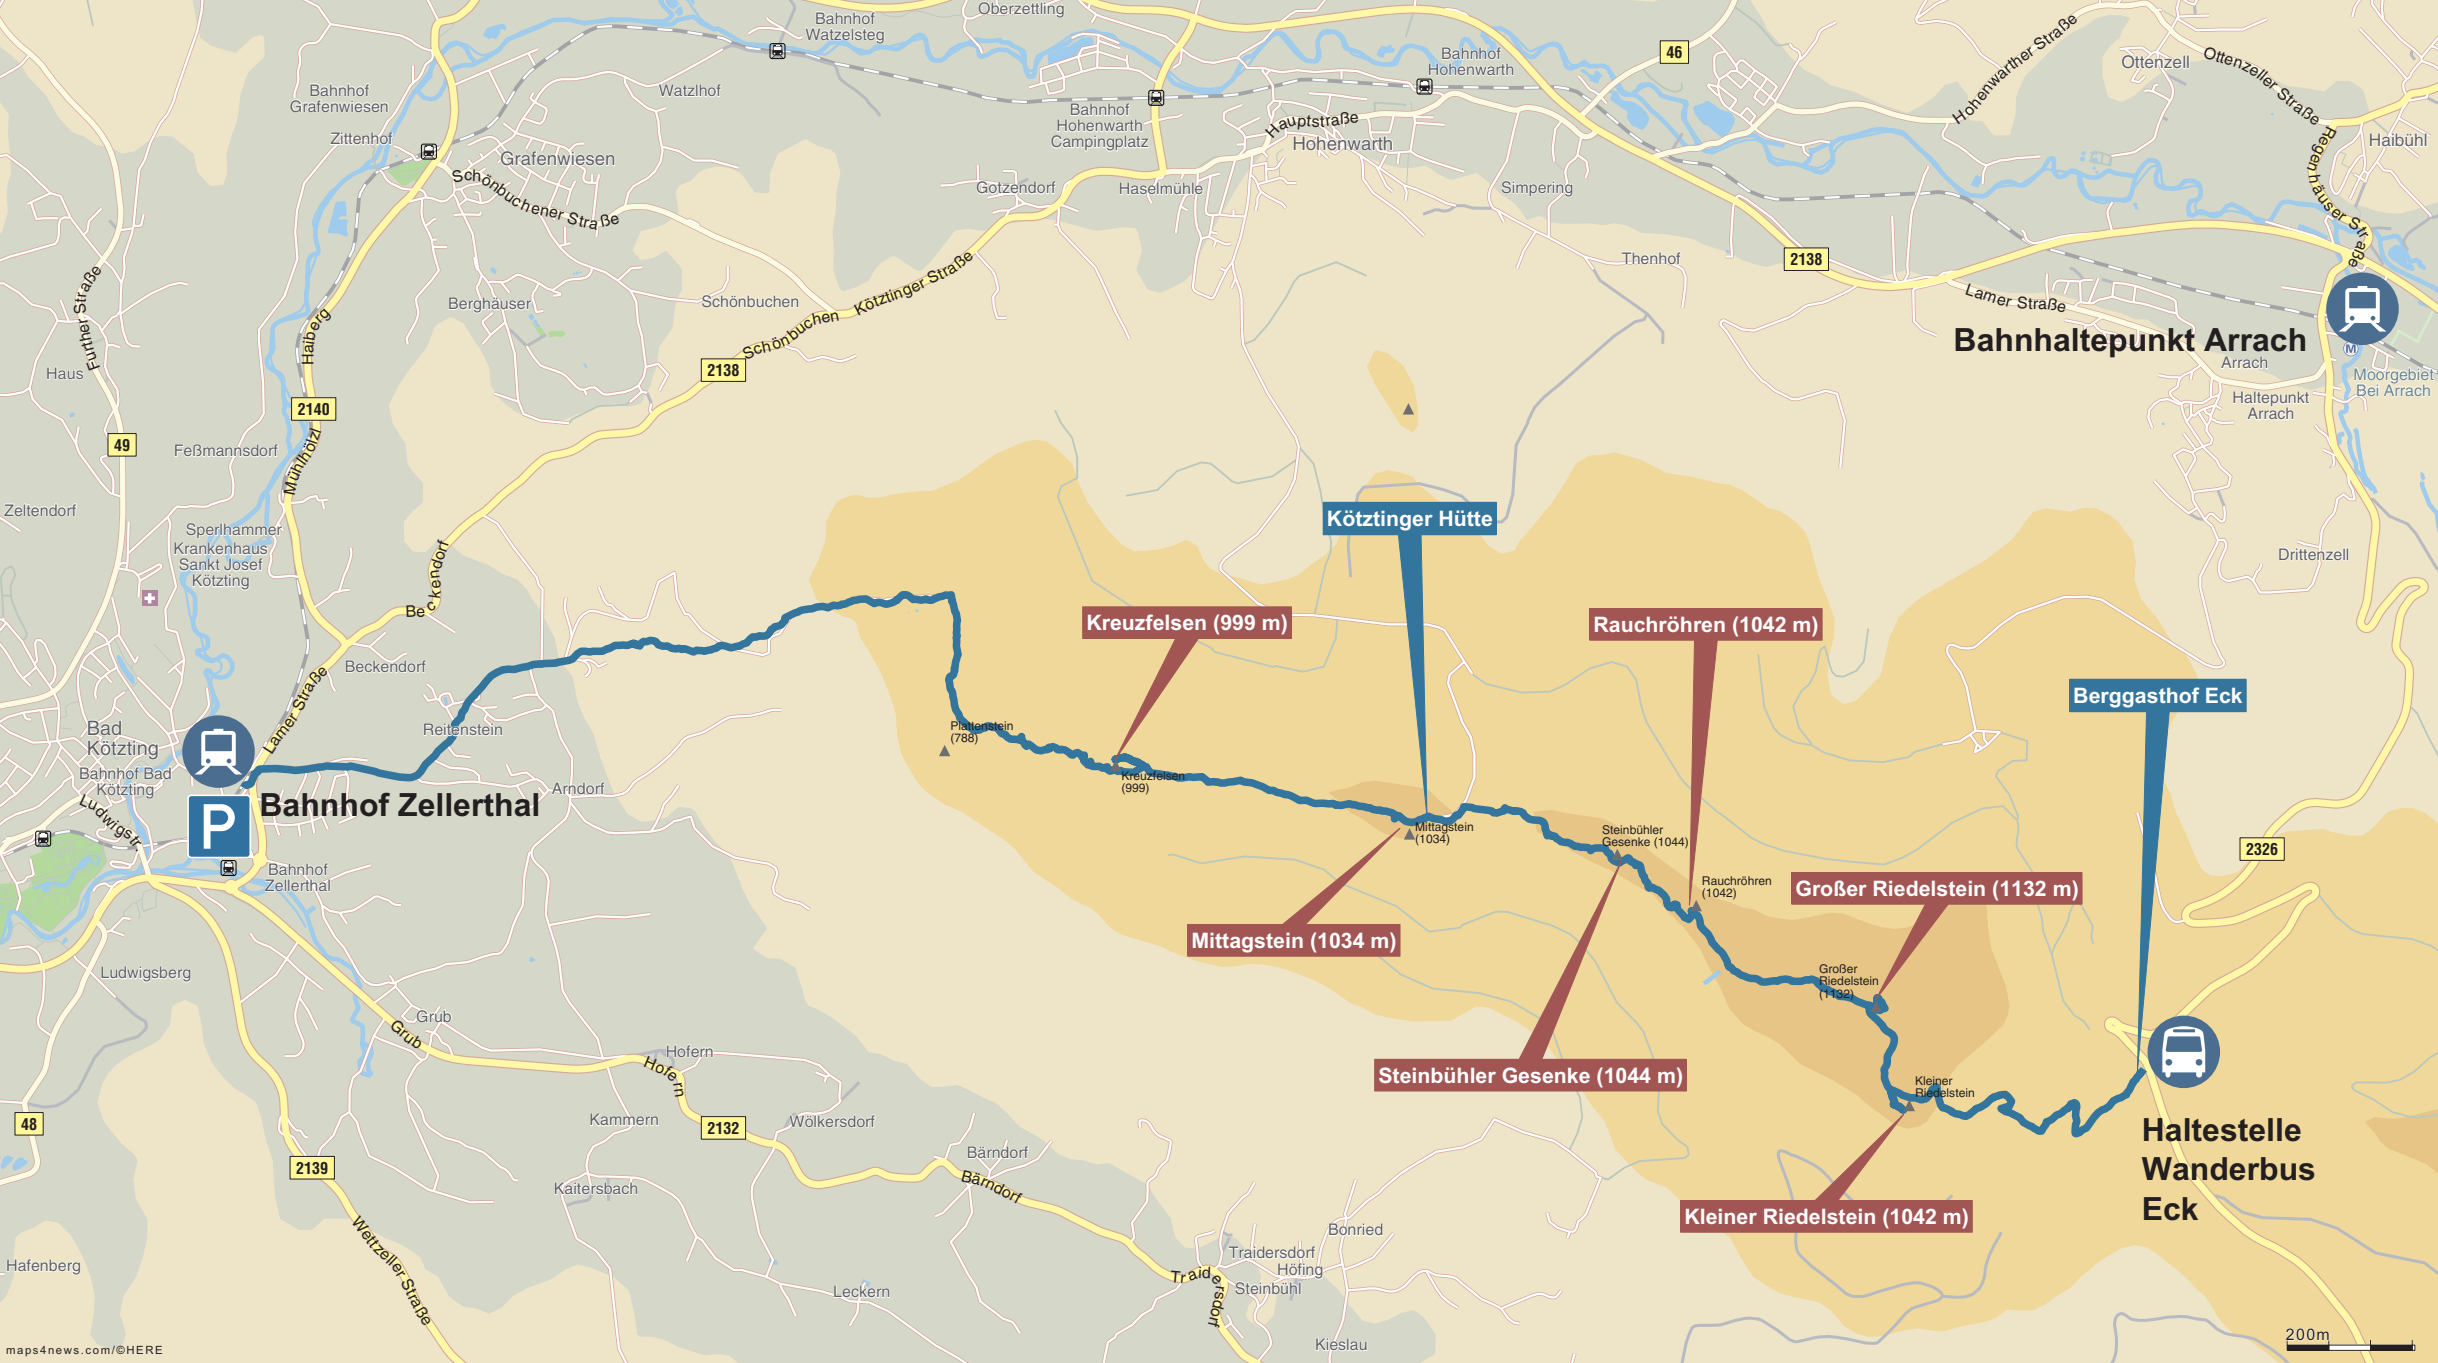 Oberzettling
Bahnhof
Watzelsteg
Bahnhof
Hohenwarth
46
Hohenwarther Straße
Ottenzell
Ottenzeller Straße
Haibühl
Regenhäuser Straße
Bahnhof
Grafenwiesen
Watzlhof
Zittenhof
Grafenwiesen
Schönbuchener Straße
Bahnhof
Hohenwarth
Campingplatz
Hauptstraße
Hohenwarth
Gotzendorf
Haselmühle
Simpering
Thenhof
2138
Lamer Straße
Bahnhaltepunkt Arrach
M
Arrach
Moorgebiet
Bei Arrach
Haltepunkt
Arrach
Further Straße
Haus
Haiberg
Berghäuser
Schönbuchen
Kötztinger Straße
Schönbuchen
2138
2140
49
Mühlhölzl
Feßmannsdorf
Zeltendorf
Sperlhammer
Krankenhaus
Sankt Josef
Kötzting
Beckendorf
Beckendorf
Kötztinger Hütte
Drittenzell
Kreuzfelsen (999 m)
Rauchröhren (1042 m)
Berggasthof Eck
Lamer Straße
Reitenstein
Bad
Kötzting
Bahnhof Bad
Kötzting
Ludwigstr.
P
Bahnhof Zellerthal
Arndorf
Plattenstein
(788)
Kreuzfelsen
(999)
Mittagstein
(1034)
Steinbühler
Gesenke (1044)
Rauchröhren
(1042)
2326
Bahnhof
Zellerthal
Großer Riedelstein (1132 m)
Mittagstein (1034 m)
Ludwigsberg
Großer
Riedelstein
(1132)
Grub
Grub
Hofern
Hofern
Steinbühler Gesenke (1044 m)
Kleiner
Riedelstein
Haltestelle
Wanderbus
Eck
48
Kammern
2132
Wölkersdorf
2139
Bärndorf
Bärndorf
Kaitersbach
Kleiner Riedelstein (1042 m)
Wettzeller Straße
Bonried
Traidersdorf
Höfing
Traidersdorf
Steinbühl
Hafenberg
Leckern
Kieslau
200m
maps4news.com/©HERE